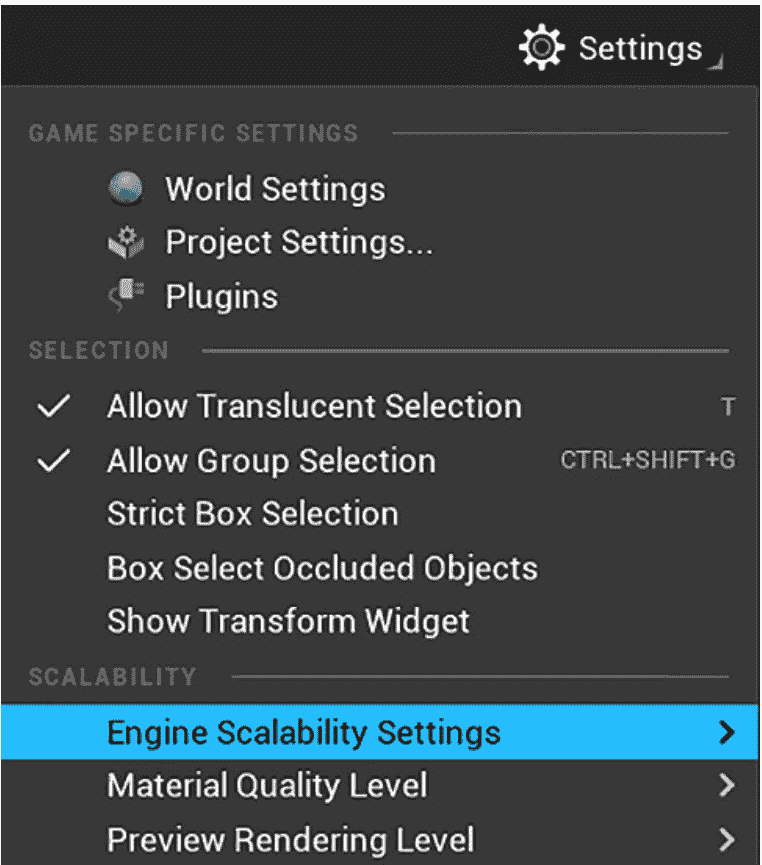 Settings
GAME SPECIFIC SETTINGS
World Settings
Project Settings...
Plugins
SELECTION
Allow Translucent Selection T
Allow Group Selection CTRL+SHIFT+G
Strict Box Selection
Box Select Occluded Objects
Show Transform Widget
SCALABILITY
Engine Scalability Settings
Material Quality Level
Preview Rendering Level